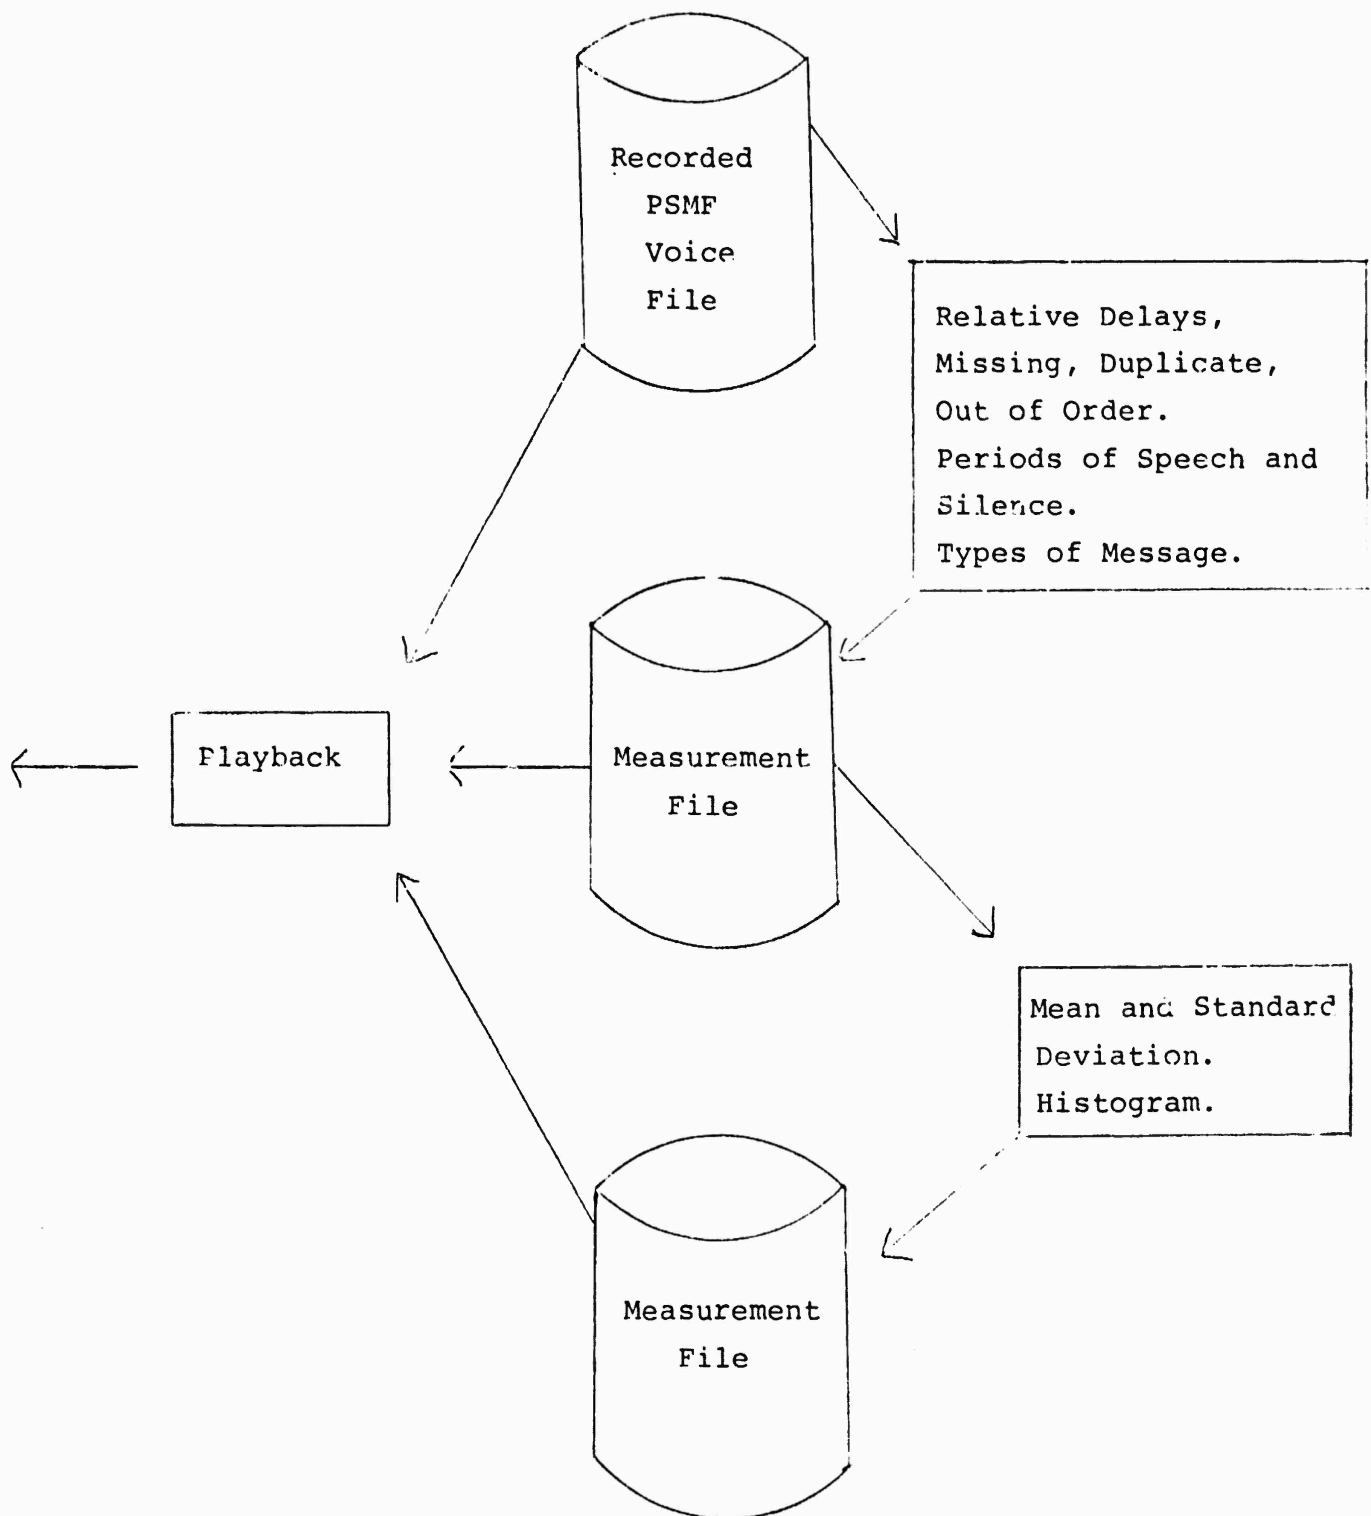 Recorded
PSMF
Voice
File
Relative Delays,
Missing, Duplicate,
Out of Order.
Periods of Speech and
Silence.
Types of Message.
Playback
Measurement
File
Mean and Standard
Deviation.
Histogram.
Measurement
File